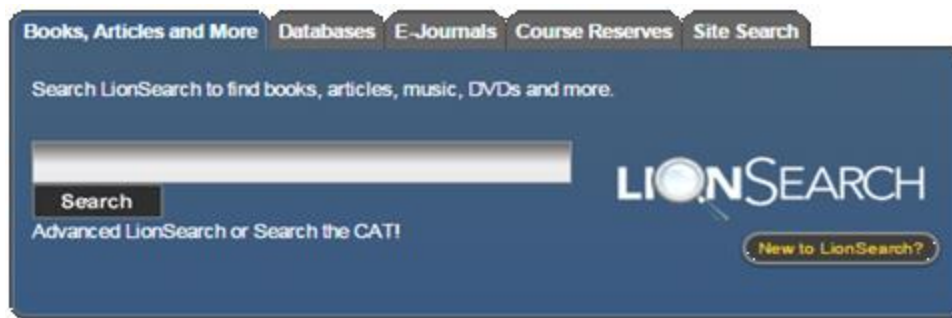 Books, Articles and More Databases E-Journals Course Reserves Site Search
Search LionSearch to find books, articles, music, DVDs and more.
LIONSEARCH
Search
Advanced LionSearch or Search the CAT!
New to LionSearch?